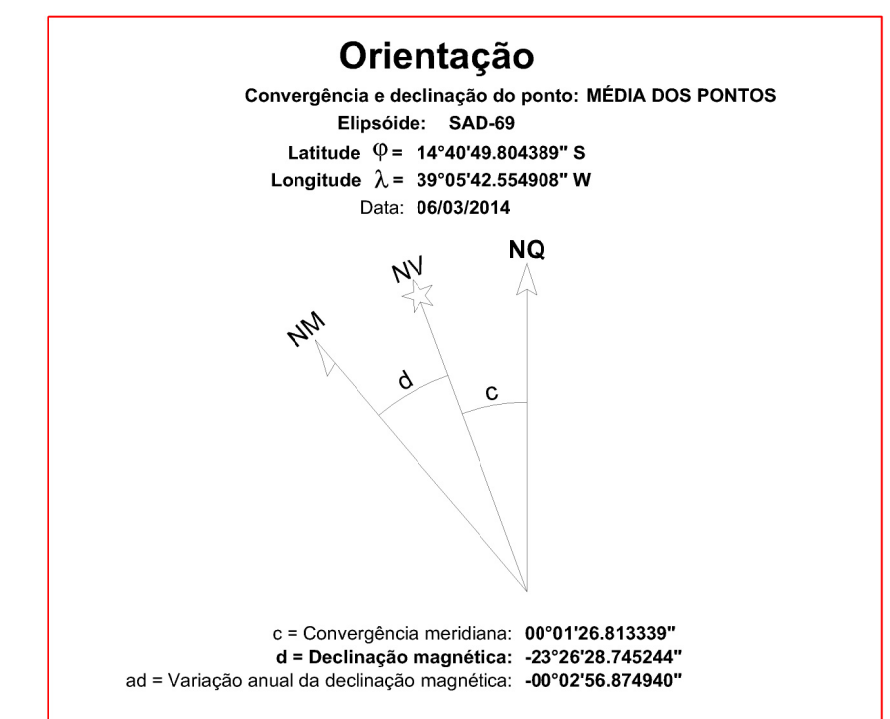 Orientação
Convergência e declinação do ponto: MÉDIA DOS PONTOS
Elipsóide: SAD-69
Latitude φ = 14°40'49.804389" S
Longitude λ = 39°05'42.554908" W
Data: 06/03/2014
NQ
NV
NM
d
c
c = Convergência meridiana: 00°01'26.813339"
d = Declinação magnética: -23°26'28.745244"
ad = Variação anual da declinação magnética: -00°02'56.874940"